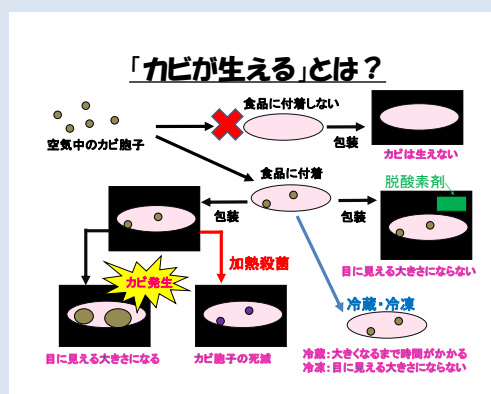 「カビが生える」とは？
食品に付着しない
空気中のカビ胞子
包装
カビは生えない
食品に付着
脱酸素剤
包装
包装
目に見える大きさにならない
加熱殺菌
カビ発生
冷蔵・冷凍
目に見える大きさになる
カビ胞子の死滅
冷蔵：大きくなるまで時間がかかる
冷凍：目に見える大きさにならない